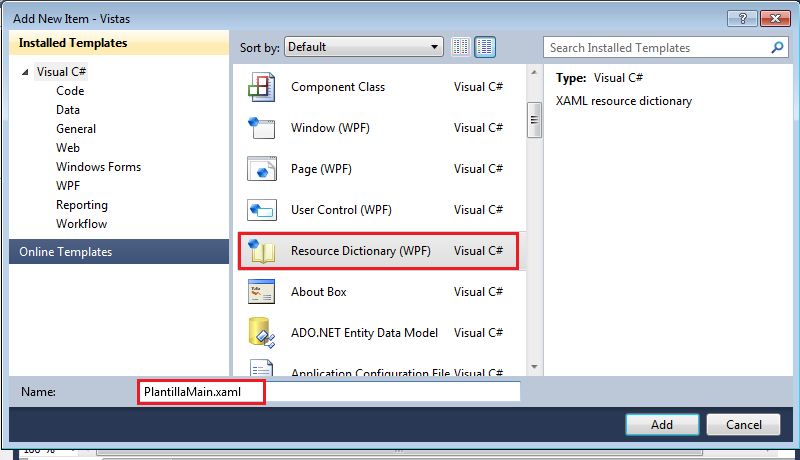 Add New Item - Vistas
Installed Templates
Visual C#
Code
Data
General
Web
Windows Forms
WPF
Reporting
Workflow
Online Templates
Sort by: Default
Search Installed Templates
Component Class Visual C#
Window (WPF) Visual C#
Page (WPF) Visual C#
User Control (WPF) Visual C#
Resource Dictionary (WPF) Visual C#
About Box Visual C#
ADO.NET Entity Data Model Visual C#
Application Configuration File Visual C#
Type: Visual C#
XAML resource dictionary
Name: PlantillaMain.xaml
Add Cancel
100 %